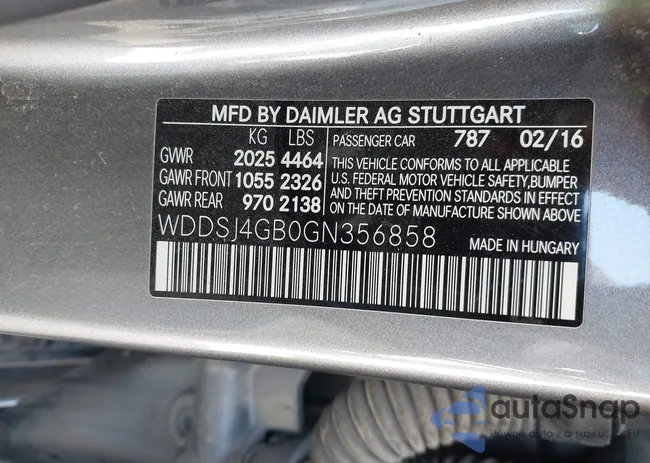 MFD BY DAIMLER AG STUTTGART
KG LBS
GVWR 2025 4464
GAWR FRONT 1055 2326
GAWR REAR 970 2138
PASSENGER CAR 787 02/16
THIS VEHICLE CONFORMS TO ALL APPLICABLE
U.S. FEDERAL MOTOR VEHICLE SAFETY, BUMPER
AND THEFT PREVENTION STANDARDS IN EFFECT
ON THE DATE OF MANUFACTURE SHOWN ABOVE
WDDSJ4GB0GN356858
MADE IN HUNGARY
autoSnap